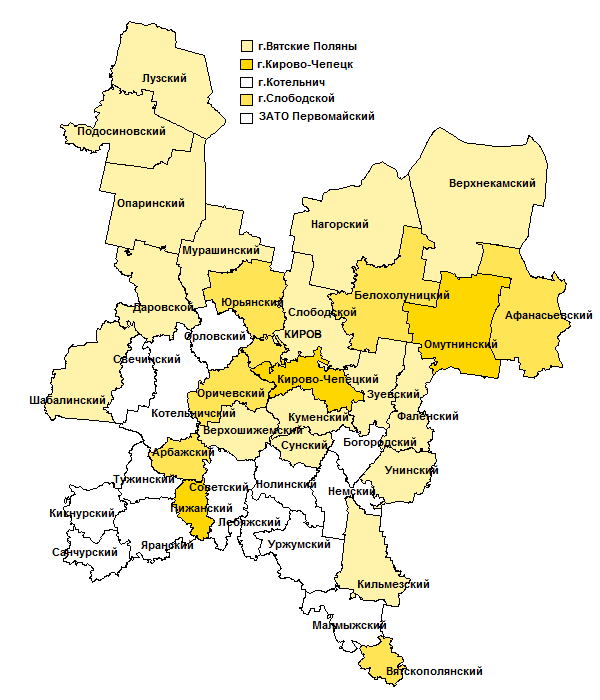 г.Вятские Поляны
г.Кирово-Чепецк
г.Котельнич
г.Слободской
ЗАТО Первомайский
Лузский
Подосиновский
Верхнекамский
Опаринский
Нагорский
Мурашинский
Белохолуницкий
Юрьянский
Даровской
Слободской
Афанасьевский
Орловский
КИРОВ
Омутнинский
Свечинский
Кирово-Чепецкий
Оричевский
Зуевский
Шабалинский
Котельничский
Куменский
Фаленский
Верхошижемский
Богородский
Сунский
Арбажский
Унинский
Тужинский
Советский
Нолинский
Немский
Пижанский
Кикнурский
Лебяжский
Яранский
Уржумский
Санчурский
Кильмезский
Малмыжский
Вятскополянский